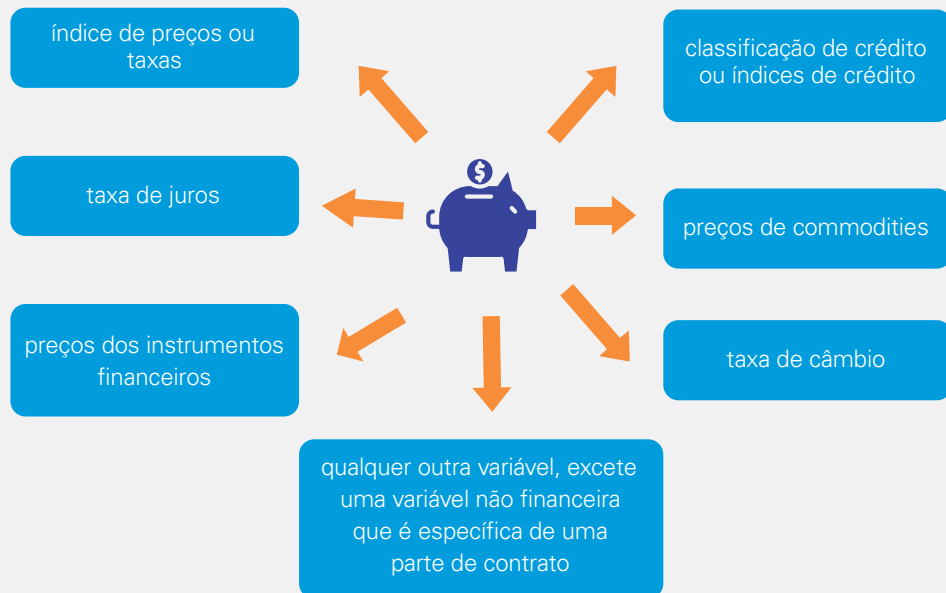 índice de preços ou
taxas
classificação de crédito
ou índices de crédito
$
taxa de juros
preços de commodities
preços dos instrumentos
financeiros
taxa de câmbio
qualquer outra variável, excete
uma variável não financeira
que é específica de uma
parte de contrato